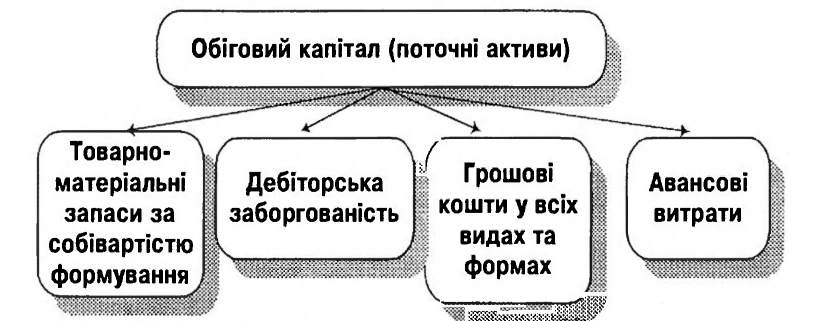 Обіговий капітал (поточні активи)
Товарно-
матеріальні
запаси за
собівартістю
формування
Дебіторська
заборгованість
Грошові
кошти у всіх
видах та
формах
Авансові
витрати